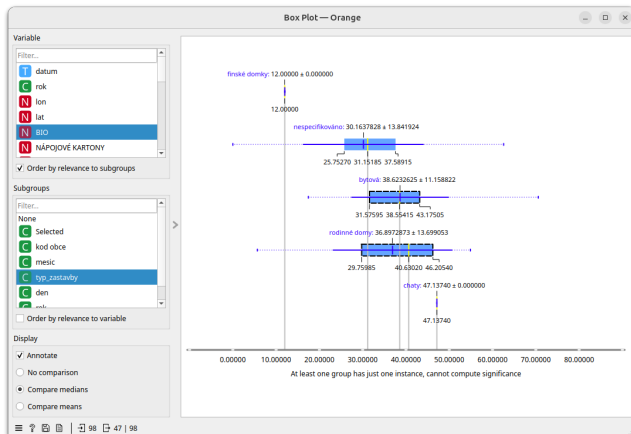 Box Plot — Orange
Variable
Filter...
T datum
C rok
N lon
N lat
N BIO
N NÁPOJOVÉ KARTONY
Order by relevance to subgroups
Subgroups
Filter...
None
C Selected
C kod obce
C mesic
C typ_zastavby
C den
C rok
Order by relevance to variable
Display
Annotate
No comparison
Compare medians
Compare means
98 47 | 98
finské domky: 12.00000 ± 0.000000
12.00000
nespecifikováno: 30.1637828 ± 13.841924
25.75270 31.15185 37.58915
bytová: 38.6232625 ± 11.158822
31.57595 38.55415 43.17505
rodinné domy: 36.8972873 ± 13.699053
29.75985 40.63020 46.20540
chaty: 47.13740 ± 0.000000
47.13740
0.00000 10.00000 20.00000 30.00000 40.00000 50.00000 60.00000 70.00000 80.00000
At least one group has just one instance, cannot compute significance